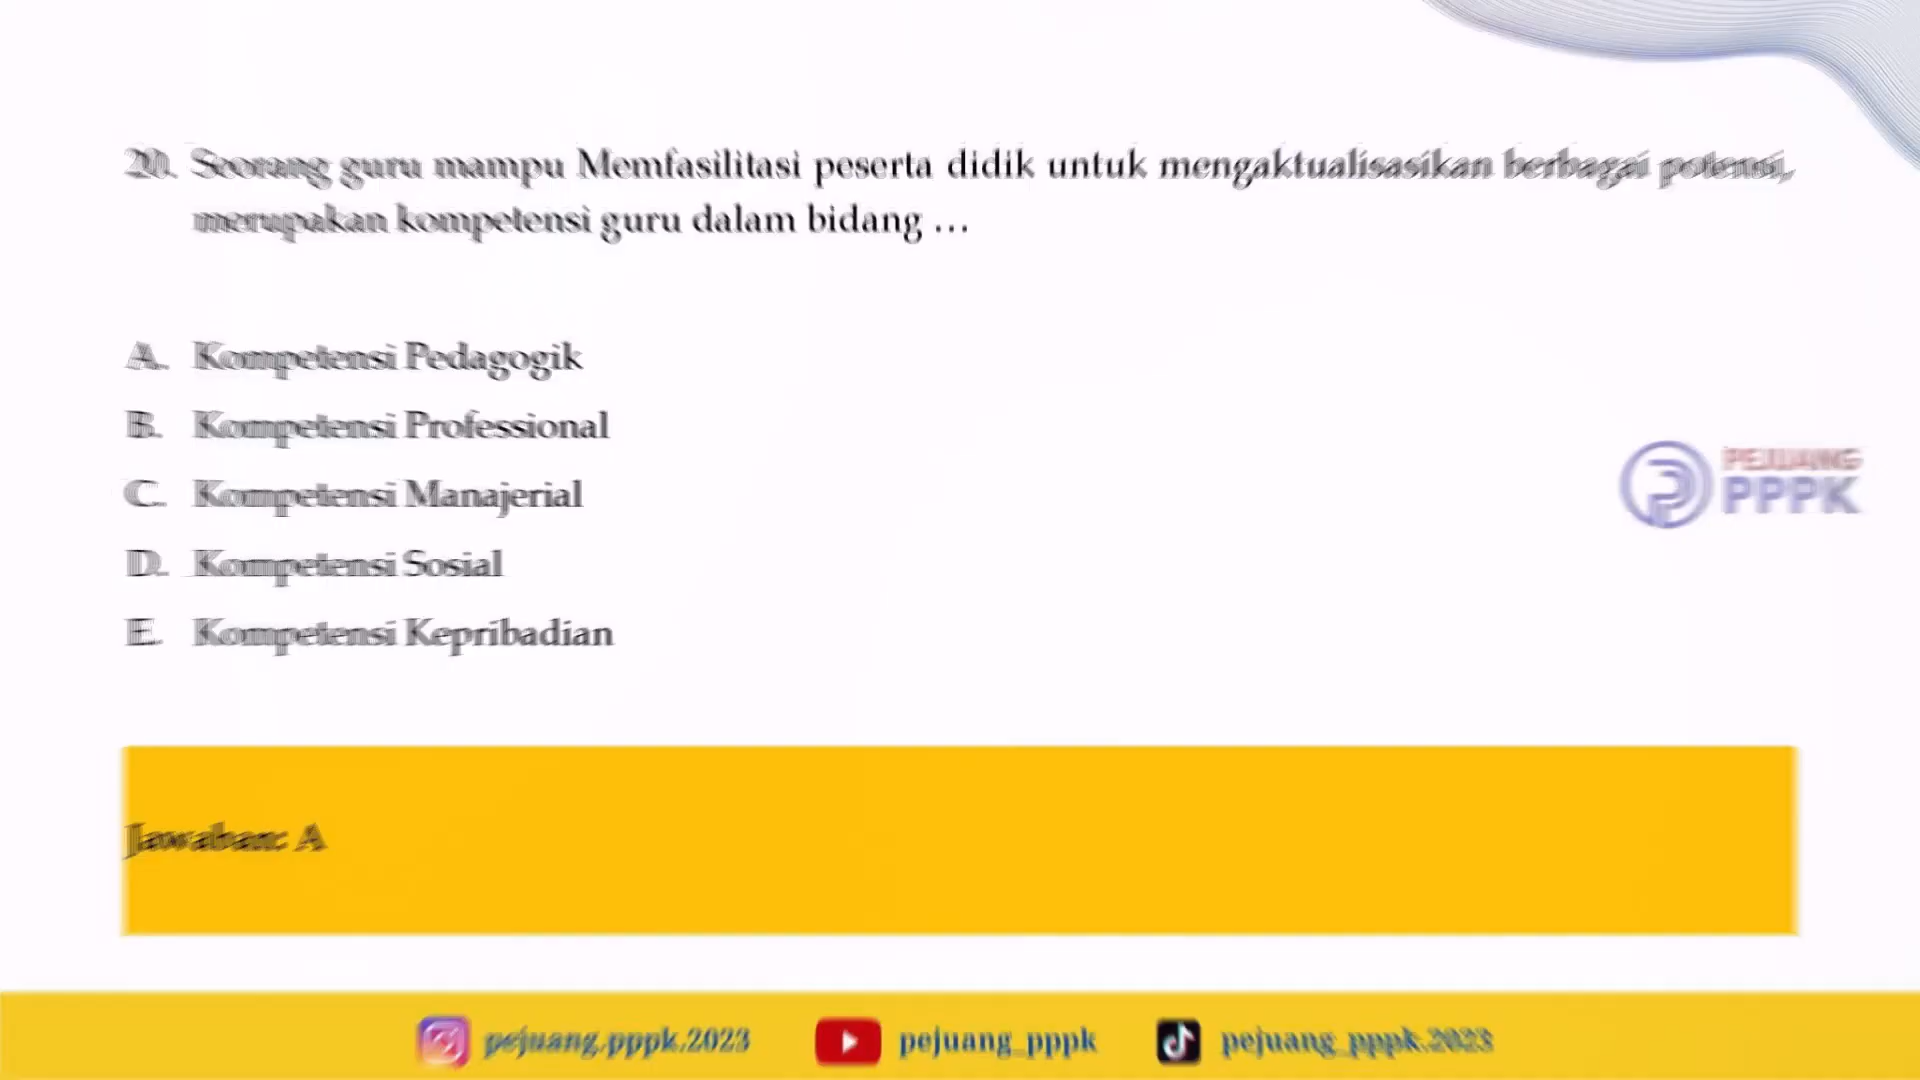 20. Seorang guru mampu Memfasilitasi peserta didik untuk mengaktualisasikan berbagai potensi,
merupakan kompetensi guru dalam bidang …
A. Kompetensi Pedagogik
B. Kompetensi Professional
C. Kompetensi Manajerial
D. Kompetensi Sosial
E. Kompetensi Kepribadian
PEJUANG
PPPK
Jawaban: A
pejuang.pppk.2023 pejuang_pppk pejuang_pppk.2023